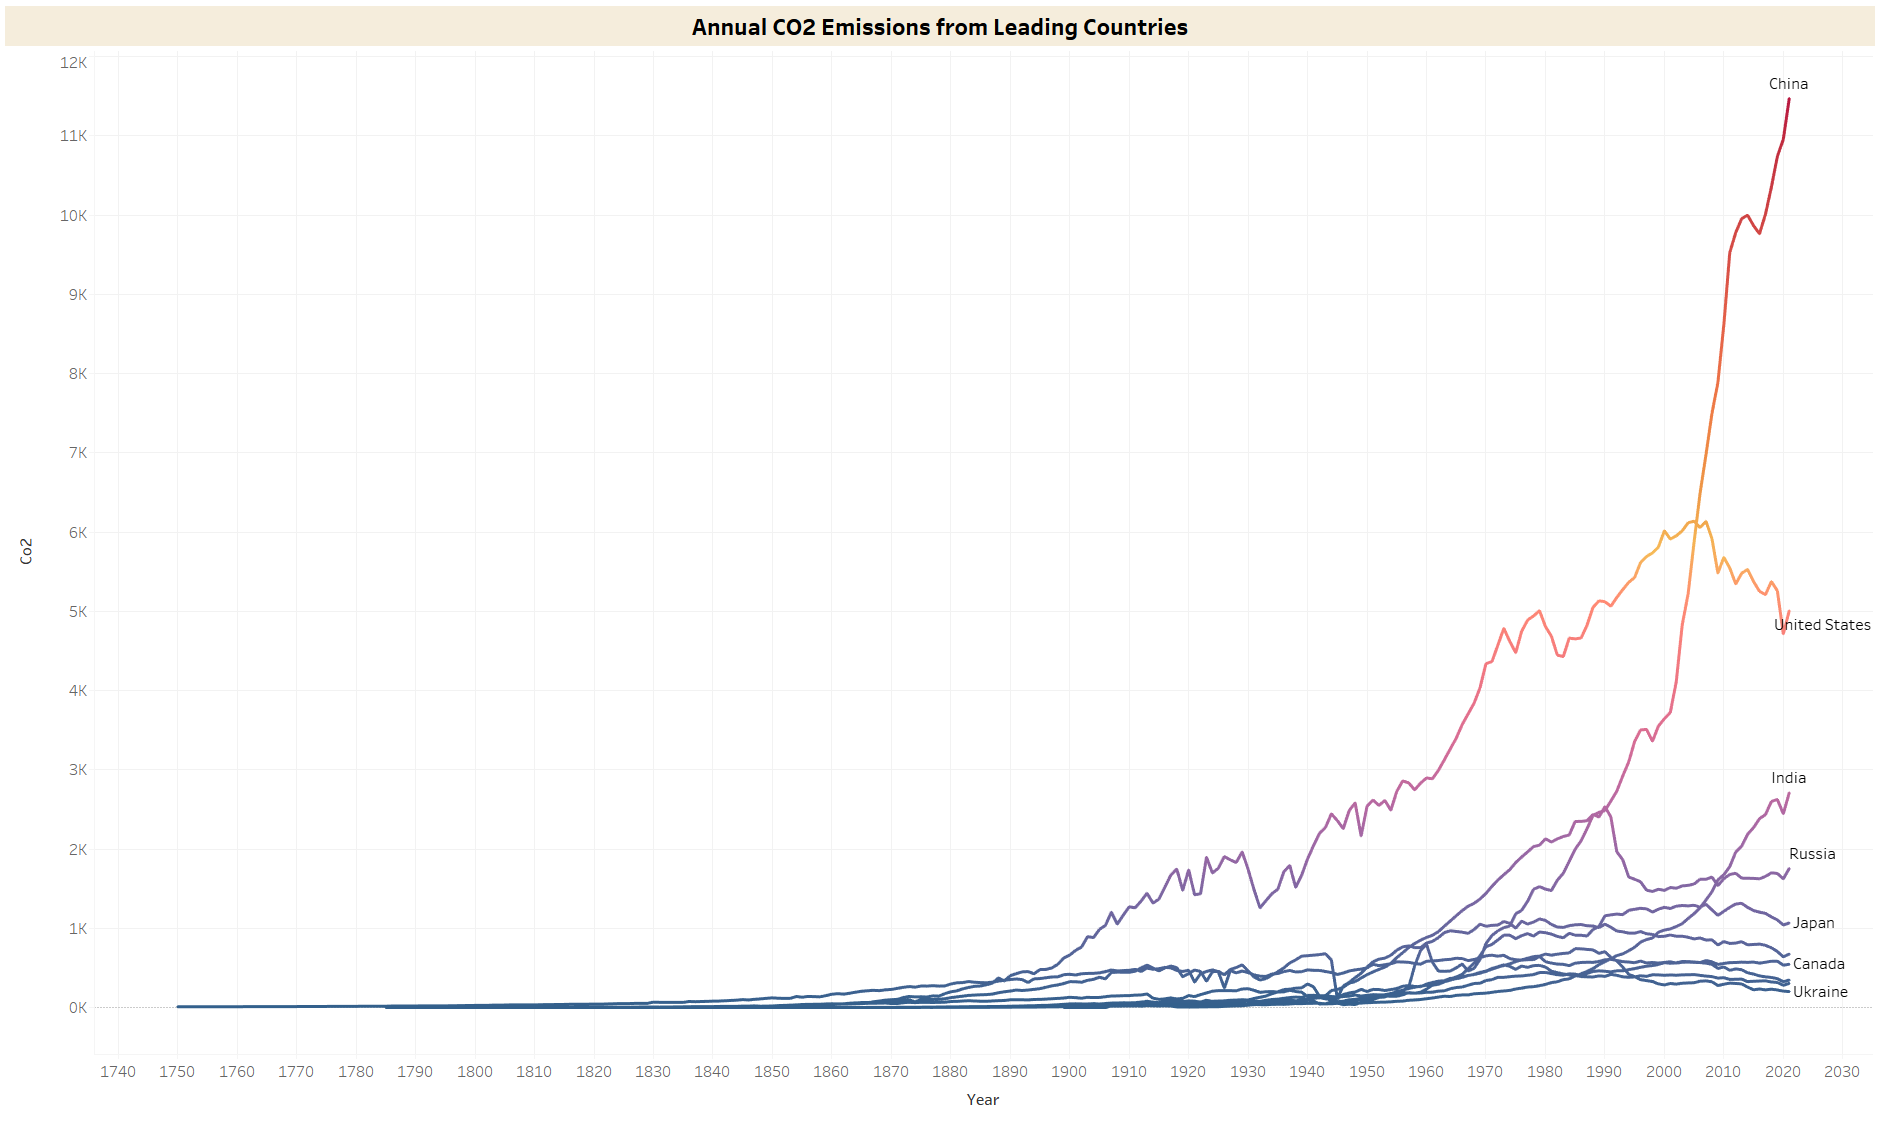 Annual CO2 Emissions from Leading Countries
12K
11K
10K
9K
8K
7K
6K
5K
4K
3K
2K
1K
0K
Co2
China
United States
India
Russia
Japan
Canada
Ukraine
1740 1750 1760 1770 1780 1790 1800 1810 1820 1830 1840 1850 1860 1870 1880 1890 1900 1910 1920 1930 1940 1950 1960 1970 1980 1990 2000 2010 2020 2030
Year